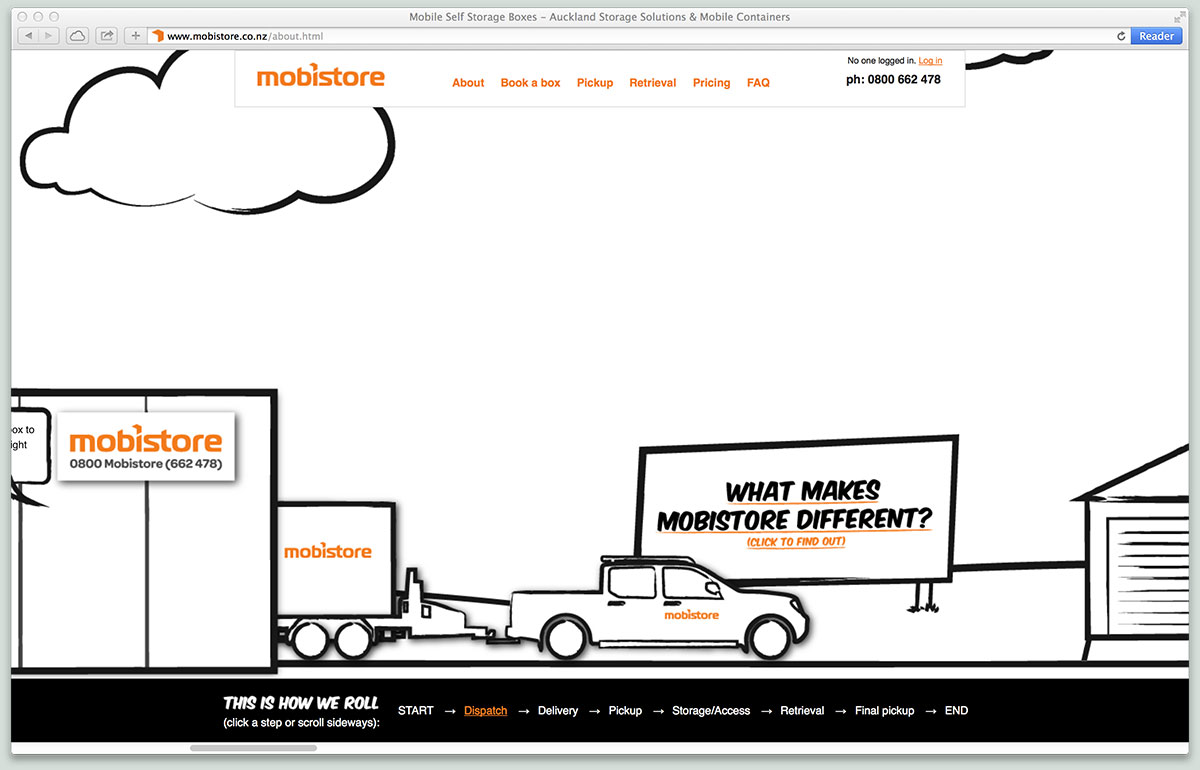 Mobile Self Storage Boxes – Auckland Storage Solutions & Mobile Containers
www.mobistore.co.nz/about.html
Reader
mobistore
About Book a box Pickup Retrieval Pricing FAQ
No one logged in. Log in
ph: 0800 662 478
ox to
ight
mobistore
0800 Mobistore (662 478)
mobistore
WHAT MAKES
MOBISTORE DIFFERENT?
(CLICK TO FIND OUT)
mobistore
THIS IS HOW WE ROLL
(click a step or scroll sideways):
START → Dispatch → Delivery → Pickup → Storage/Access → Retrieval → Final pickup → END